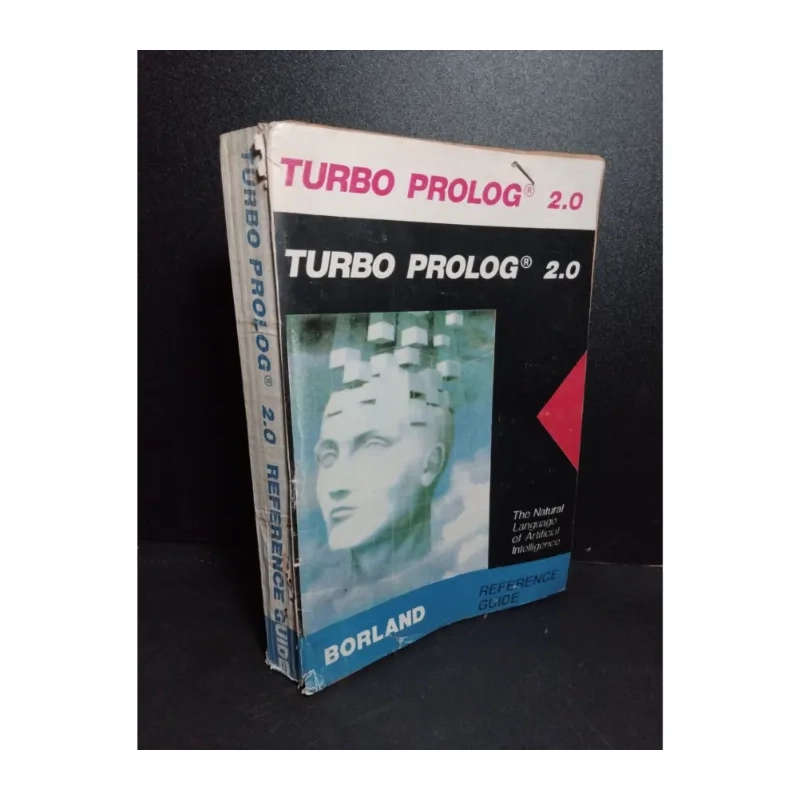 TURBO PROLOG® 2.0
TURBO PROLOG® 2.0
The Natural
Language
of Artificial
Intelligence
REFERENCE
GUIDE
BORLAND
TURBO PROLOG® 2.0 REFERENCE GUIDE